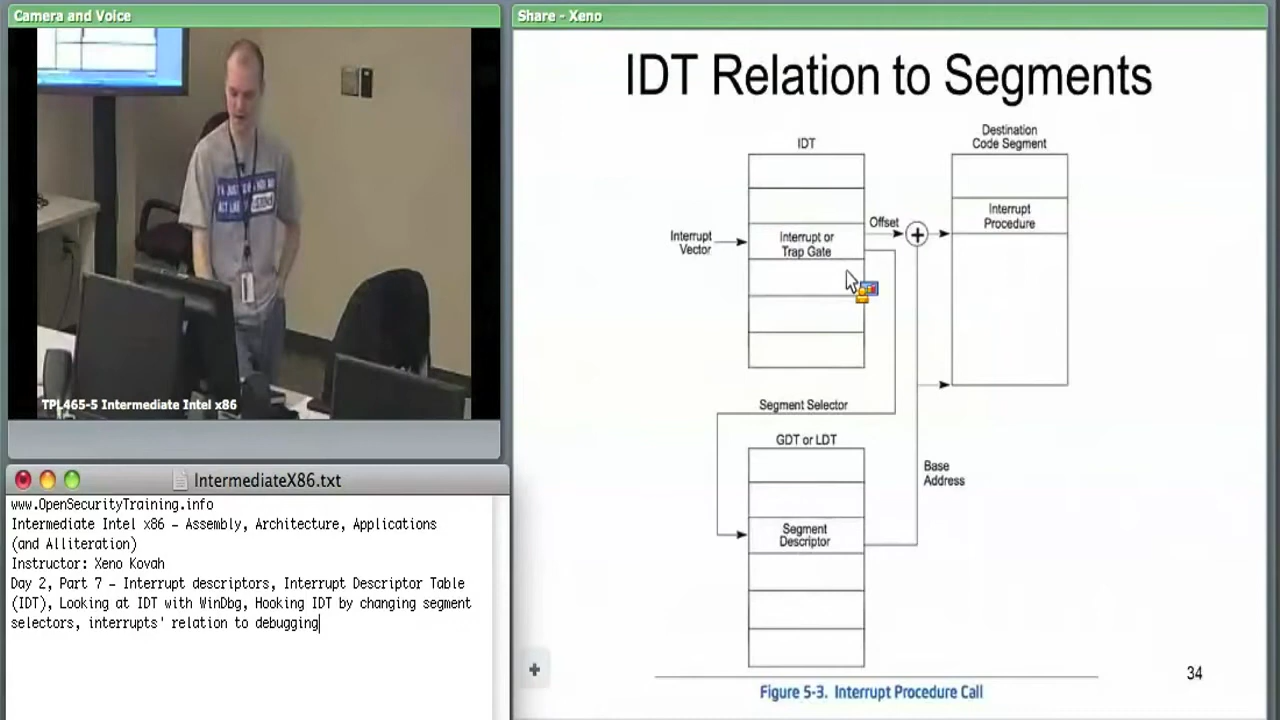 Camera and Voice
TPL465-5 Intermediate Intel x86
IntermediateX86.txt
www.OpenSecurityTraining.info
Intermediate Intel x86 – Assembly, Architecture, Applications
(and Alliteration)
Instructor: Xeno Kovah
Day 2, Part 7 – Interrupt descriptors, Interrupt Descriptor Table
(IDT), Looking at IDT with WinDbg, Hooking IDT by changing segment
selectors, interrupts' relation to debugging
Share - Xeno
IDT Relation to Segments
IDT
Destination
Code Segment
Interrupt
Vector
Interrupt or
Trap Gate
Offset
+
Interrupt
Procedure
Segment Selector
GDT or LDT
Base
Address
Segment
Descriptor
34
Figure 5-3. Interrupt Procedure Call